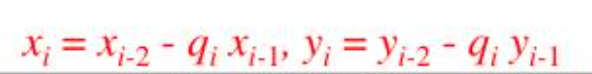 xᵢ = xᵢ₋₂ - qᵢ xᵢ₋₁, yᵢ = yᵢ₋₂ - qᵢ yᵢ₋₁